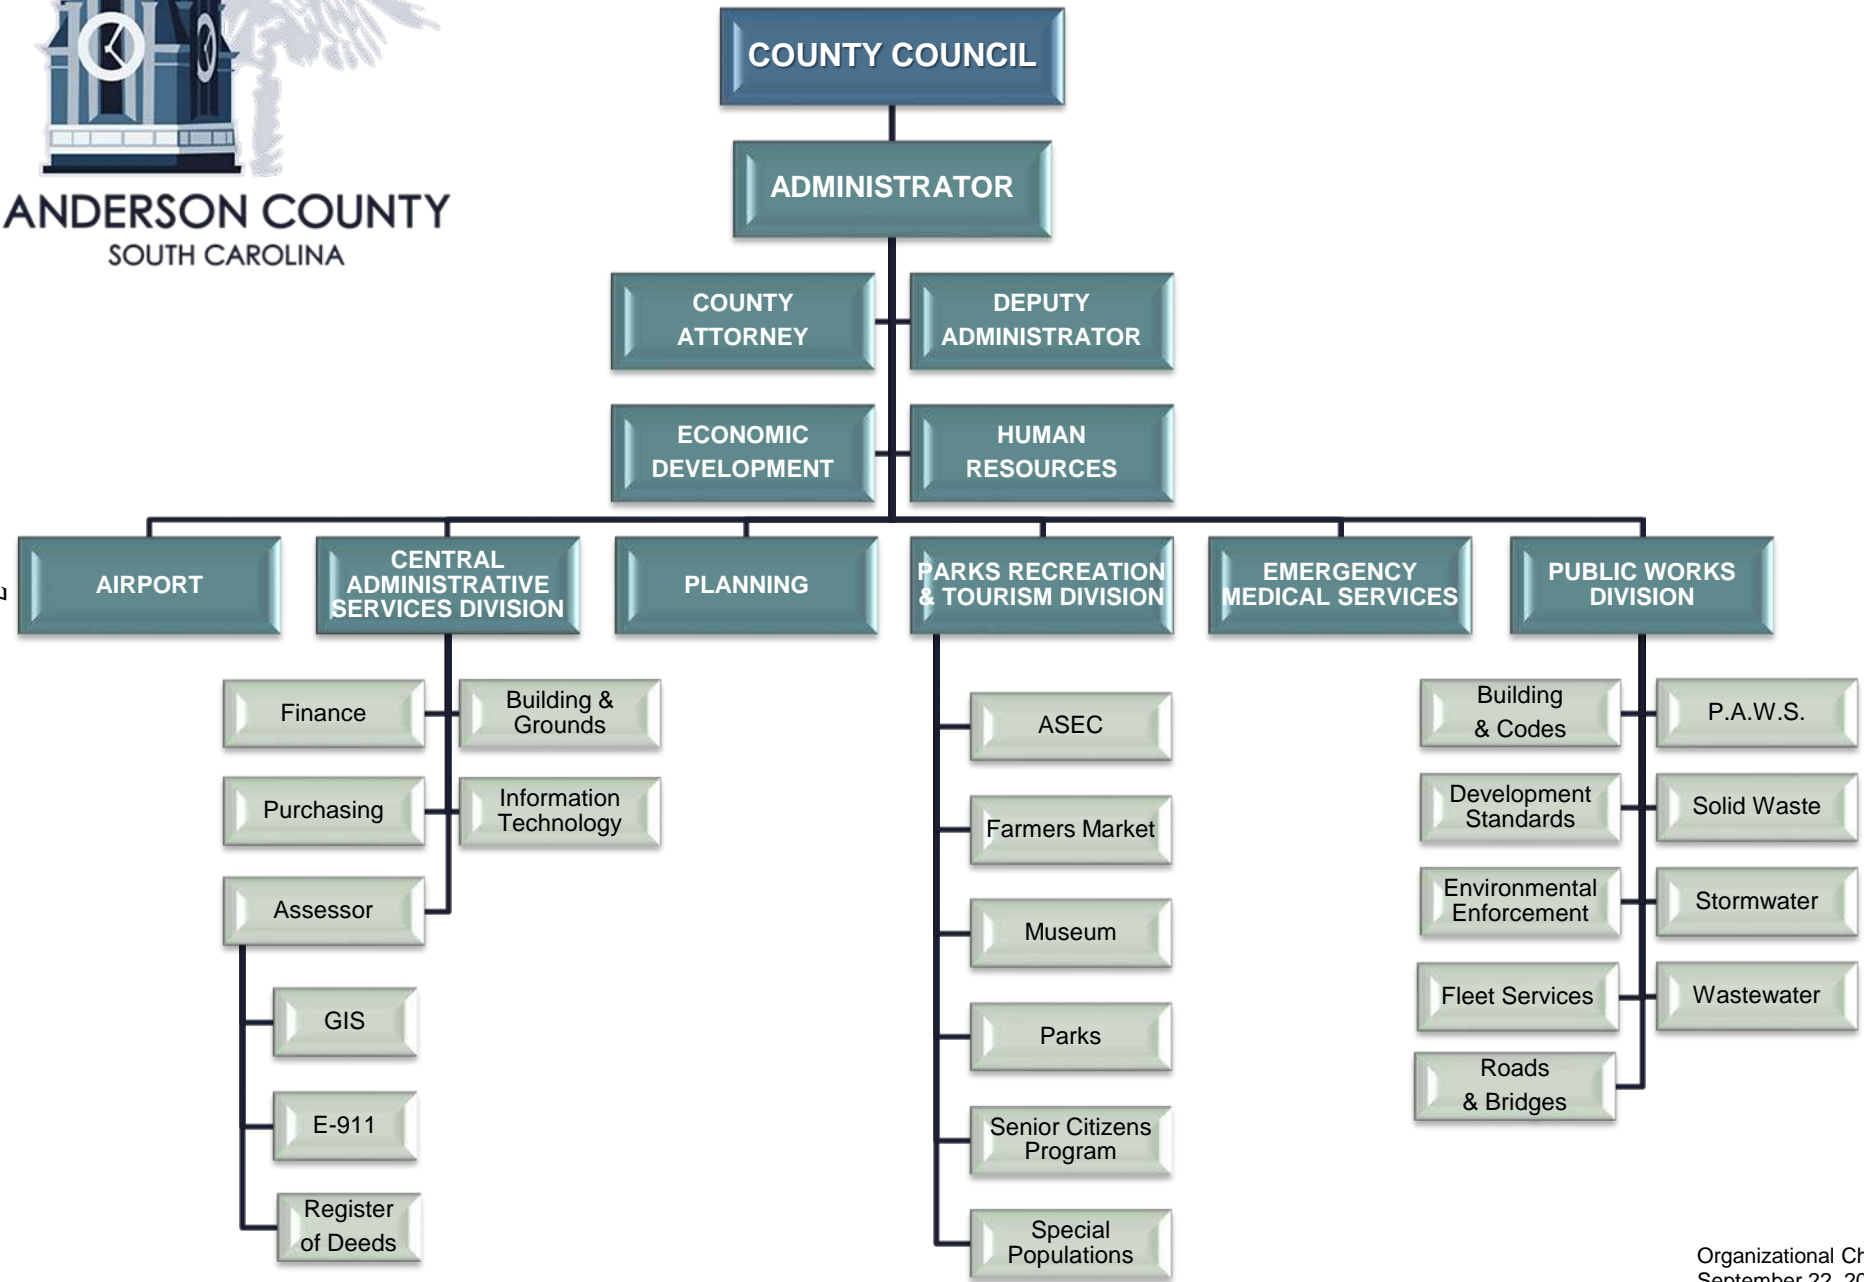 ANDERSON COUNTY
SOUTH CAROLINA
COUNTY COUNCIL
ADMINISTRATOR
COUNTY
ATTORNEY
DEPUTY
ADMINISTRATOR
ECONOMIC
DEVELOPMENT
HUMAN
RESOURCES
AIRPORT
CENTRAL
ADMINISTRATIVE
SERVICES DIVISION
PLANNING
PARKS RECREATION
& TOURISM DIVISION
EMERGENCY
MEDICAL SERVICES
PUBLIC WORKS
DIVISION
Finance
Building &
Grounds
Purchasing
Information
Technology
Assessor
GIS
E-911
Register
of Deeds
ASEC
Farmers Market
Museum
Parks
Senior Citizens
Program
Special
Populations
Building
& Codes
P.A.W.S.
Development
Standards
Solid Waste
Environmental
Enforcement
Stormwater
Fleet Services
Wastewater
Roads
& Bridges
Organizational
September 22,